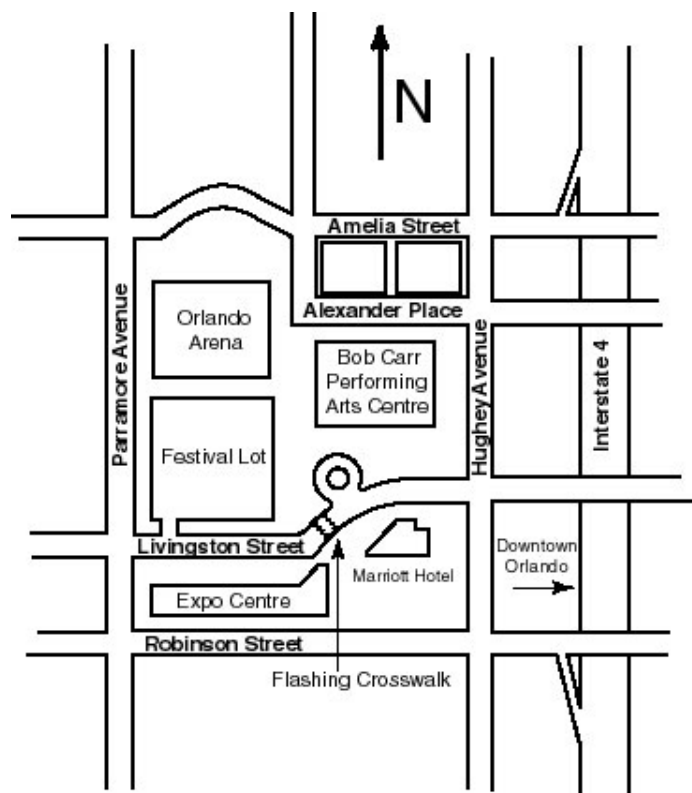 N
Amelia Street
Alexander Place
Orlando
Arena
Bob Carr
Performing
Arts Centre
Parramore Avenue
Hughey Avenue
Interstate 4
Festival Lot
Livingston Street
Downtown
Orlando
Marriott Hotel
Expo Centre
Robinson Street
Flashing Crosswalk